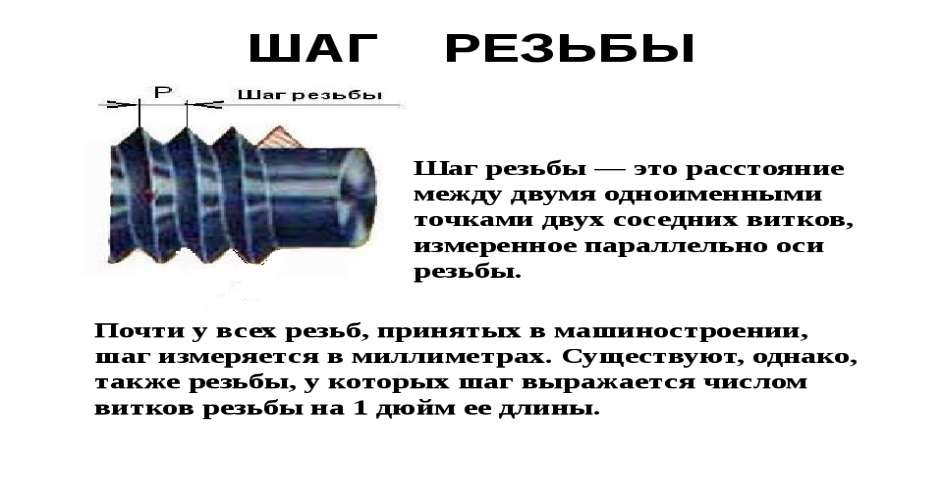 ШАГ РЕЗЬБЫ
P
Шаг резьбы
Шаг резьбы — это расстояние
между двумя одноименными
точками двух соседних витков,
измеренное параллельно оси
резьбы.
Почти у всех резьб, принятых в машиностроении,
шаг измеряется в миллиметрах. Существуют, однако,
также резьбы, у которых шаг выражается числом
витков резьбы на 1 дюйм ее длины.